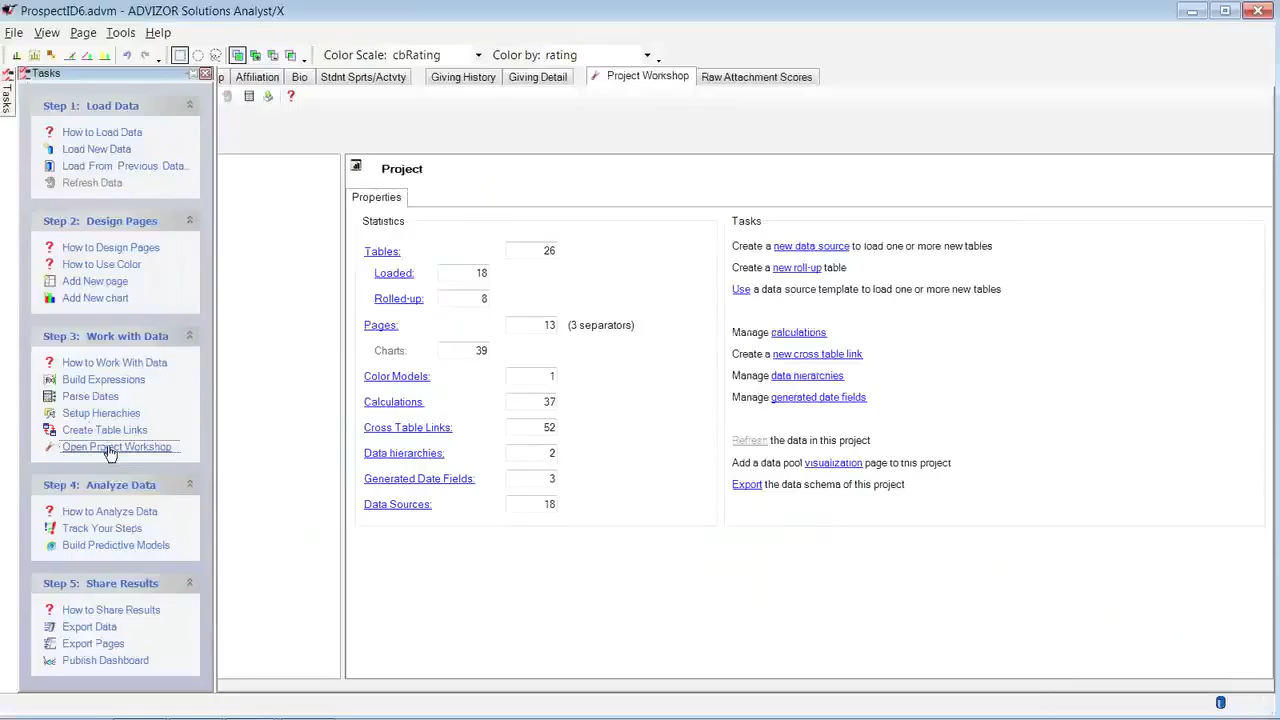 ProspectID6.advm - ADVIZOR Solutions Analyst/X
File View Page Tools Help
Color Scale: cbRating Color by: rating
Tasks
p Affiliation Bio Stdnt Sprts/Actvty Giving History Giving Detail Project Workshop Raw Attachment Scores
Tasks
Step 1: Load Data
How to Load Data
Load New Data
Load From Previous Data...
Refresh Data
Step 2: Design Pages
How to Design Pages
How to Use Color
Add New page
Add New chart
Step 3: Work with Data
How to Work With Data
Build Expressions
Parse Dates
Setup Hierachies
Create Table Links
Open Project Workshop
Step 4: Analyze Data
How to Analyze Data
Track Your Steps
Build Predictive Models
Step 5: Share Results
How to Share Results
Export Data
Export Pages
Publish Dashboard
Project
Properties
Statistics
Tables: 26
Loaded: 18
Rolled-up: 8
Pages: 13 (3 separators)
Charts: 39
Color Models: 1
Calculations 37
Cross Table Links: 52
Data hierarchies: 2
Generated Date Fields: 3
Data Sources: 18
Tasks
Create a new data source to load one or more new tables
Create a new roll-up table
Use a data source template to load one or more new tables
Manage calculations
Create a new cross table link
Manage data hierarchies
Manage generated date fields
Refresh the data in this project
Add a data pool visualization page to this project
Export the data schema of this project